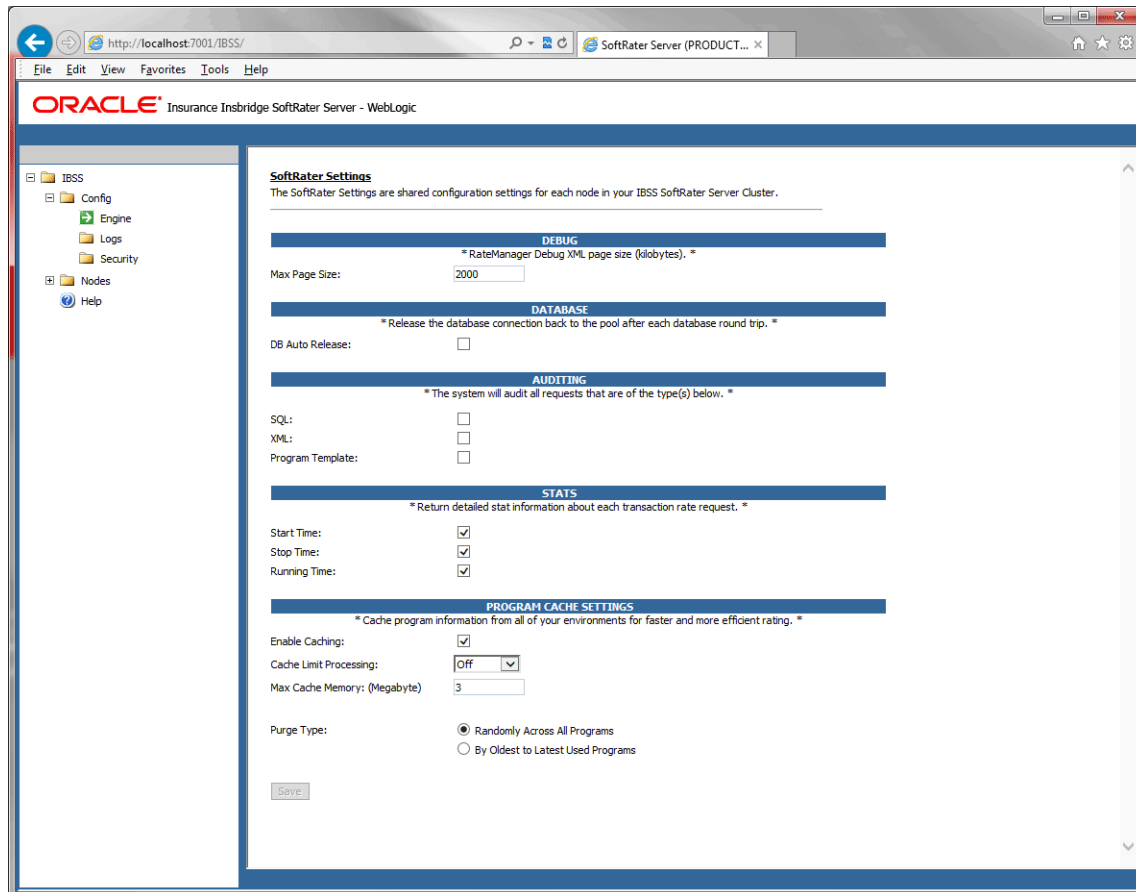 http://localhost:7001/IBSS/
SoftRater Server (PRODUCT...
File Edit View Favorites Tools Help
ORACLE Insurance Insbridge SoftRater Server - WebLogic
IBSS
Config
Engine
Logs
Security
Nodes
Help
SoftRater Settings
The SoftRater Settings are shared configuration settings for each node in your IBSS SoftRater Server Cluster.
DEBUG
* RateManager Debug XML page size (kilobytes). *
Max Page Size: 2000
DATABASE
* Release the database connection back to the pool after each database round trip. *
DB Auto Release:
AUDITING
* The system will audit all requests that are of the type(s) below. *
SQL:
XML:
Program Template:
STATS
* Return detailed stat information about each transaction rate request. *
Start Time:
Stop Time:
Running Time:
PROGRAM CACHE SETTINGS
* Cache program information from all of your environments for faster and more efficient rating. *
Enable Caching:
Cache Limit Processing: Off
Max Cache Memory: (Megabyte) 3
Purge Type: Randomly Across All Programs
By Oldest to Latest Used Programs
Save